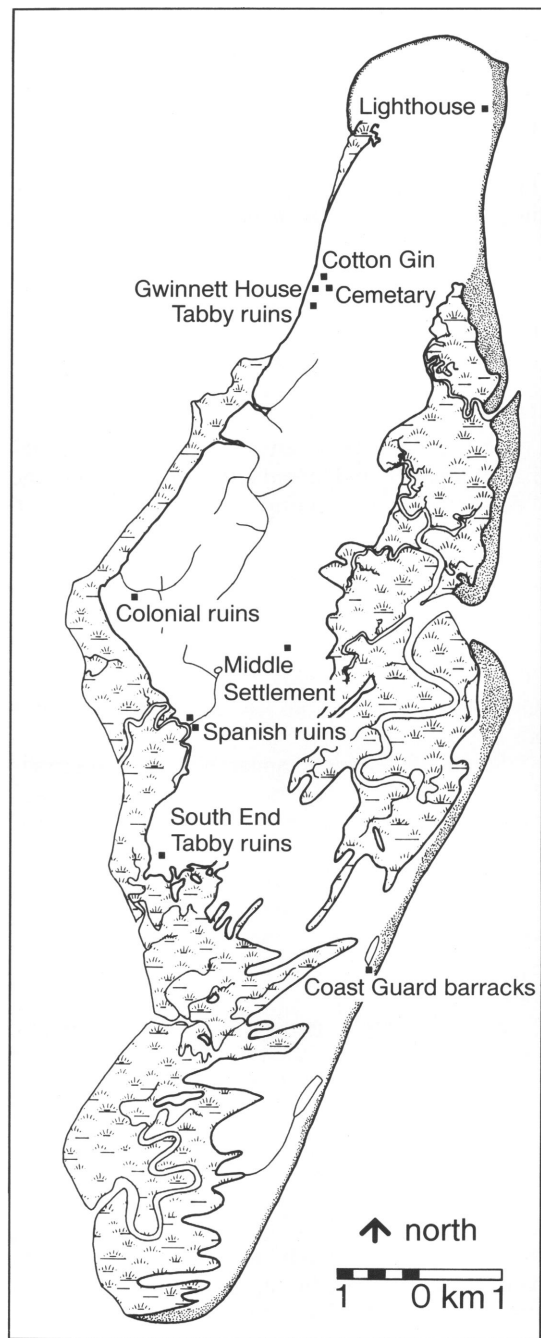 Lighthouse
Cotton Gin
Gwinnett House
Cemetary
Tabby ruins
Colonial ruins
Middle
Settlement
Spanish ruins
South End
Tabby ruins
Coast Guard barracks
north
1 0 km 1